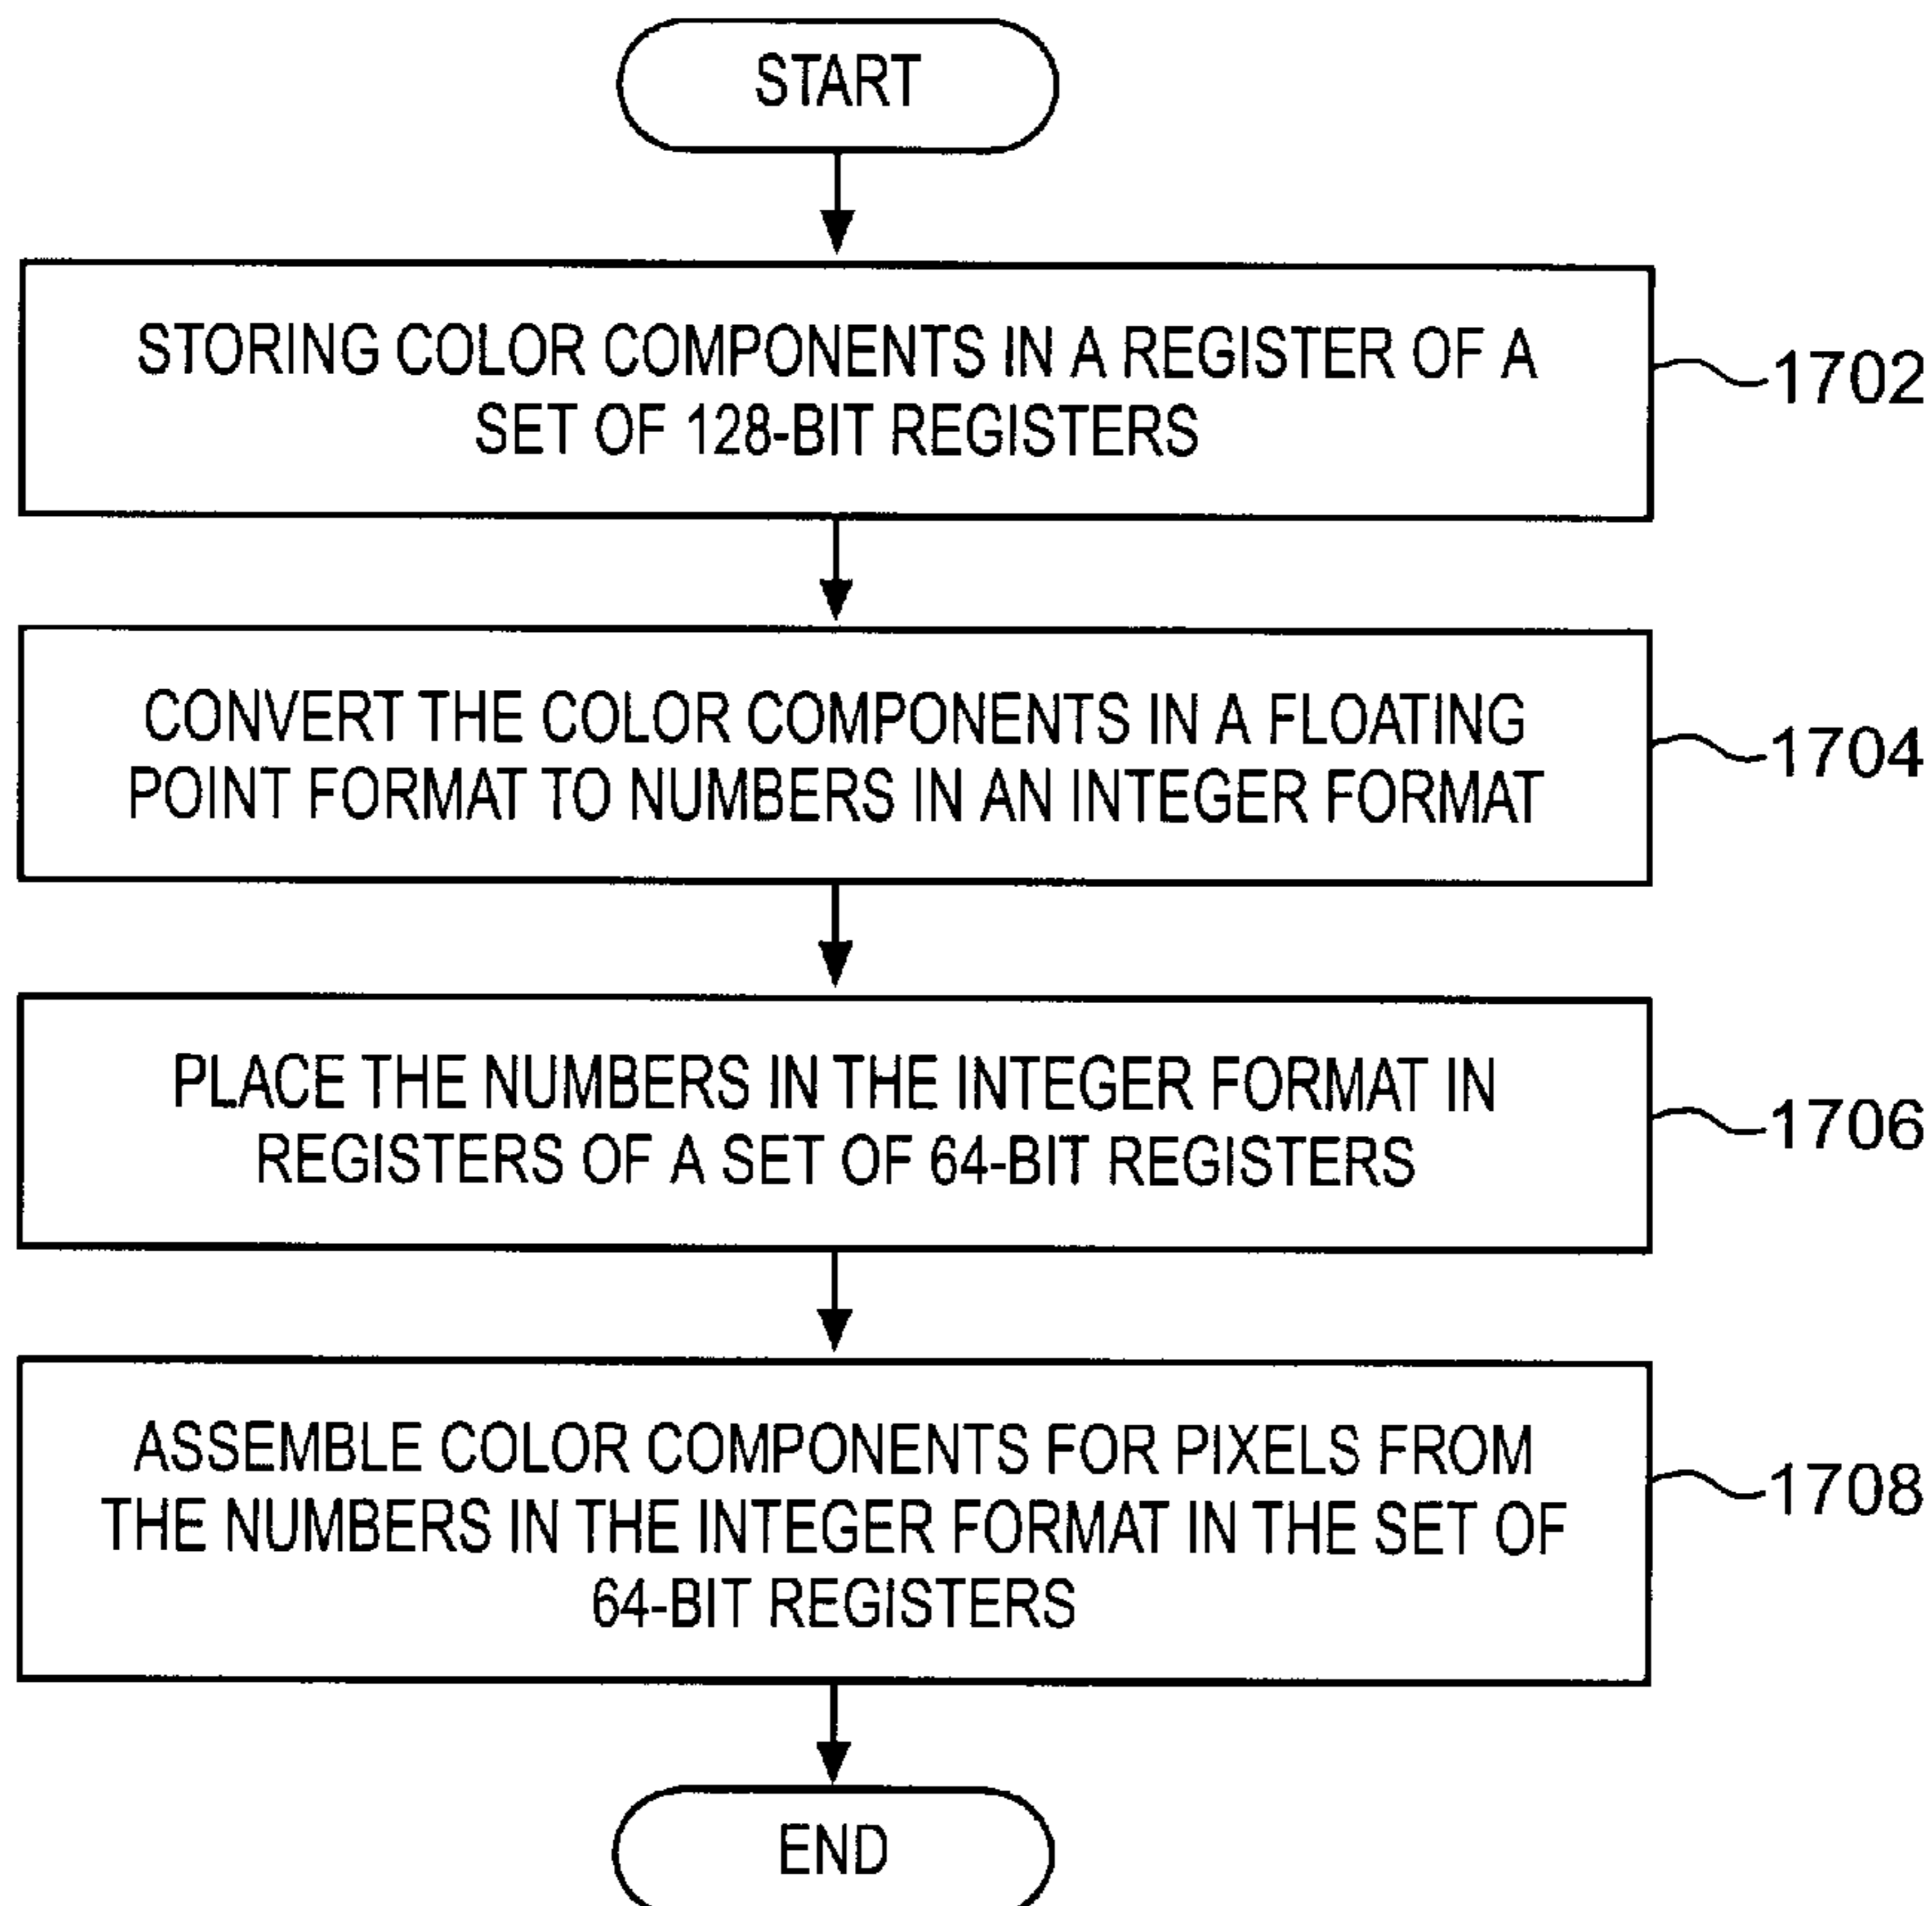 START
STORING COLOR COMPONENTS IN A REGISTER OF A
SET OF 128-BIT REGISTERS
1702
CONVERT THE COLOR COMPONENTS IN A FLOATING
POINT FORMAT TO NUMBERS IN AN INTEGER FORMAT
1704
PLACE THE NUMBERS IN THE INTEGER FORMAT IN
REGISTERS OF A SET OF 64-BIT REGISTERS
1706
ASSEMBLE COLOR COMPONENTS FOR PIXELS FROM
THE NUMBERS IN THE INTEGER FORMAT IN THE SET OF
64-BIT REGISTERS
1708
END